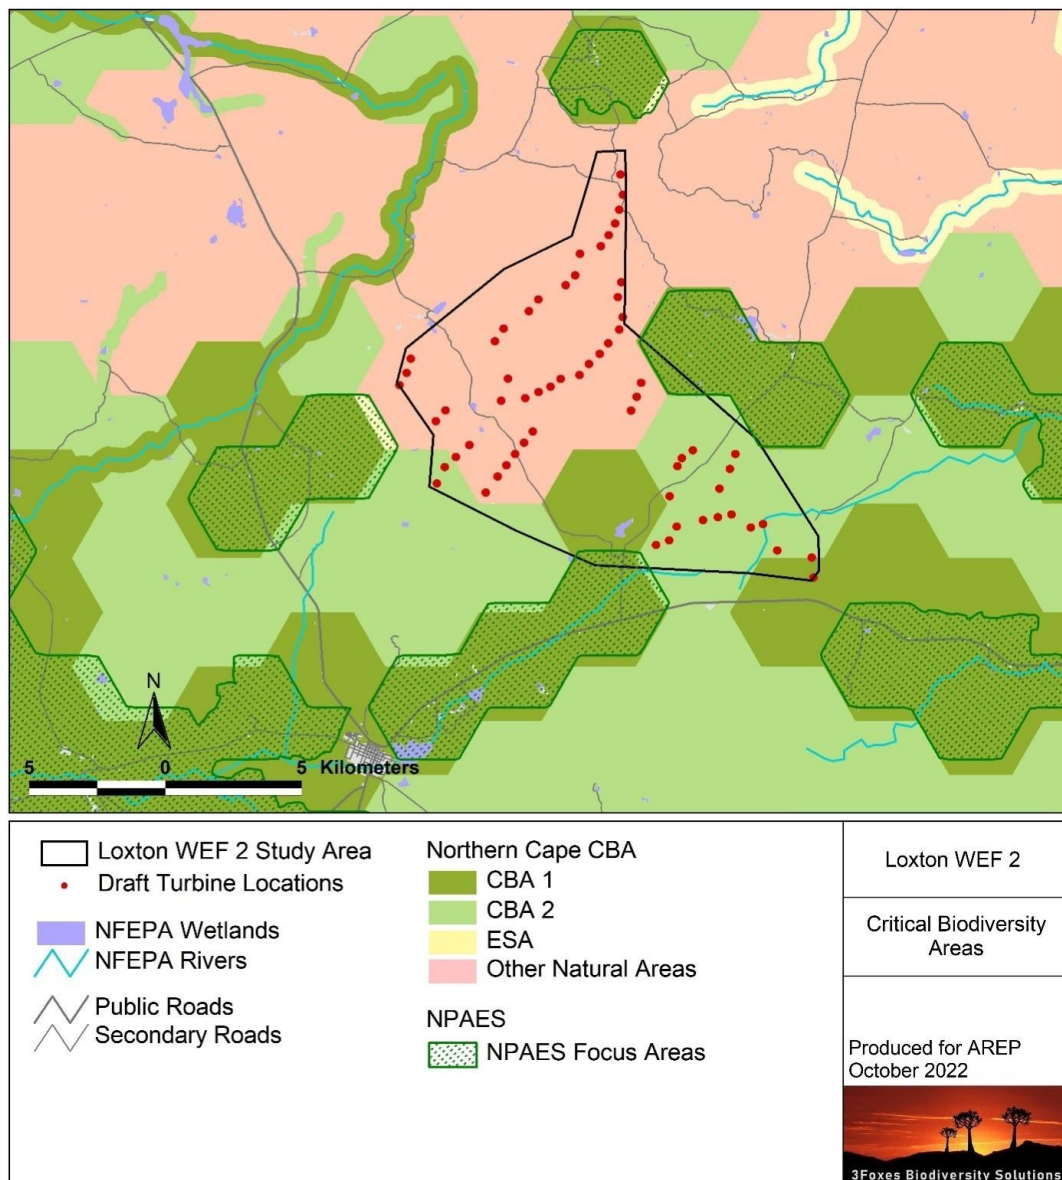 N
5 0 5 Kilometers
Loxton WEF 2 Study Area
Draft Turbine Locations
NFEPA Wetlands
NFEPA Rivers
Public Roads
Secondary Roads
Northern Cape CBA
CBA 1
CBA 2
ESA
Other Natural Areas
NPAES
NPAES Focus Areas
Loxton WEF 2
Critical Biodiversity
Areas
Produced for AREP
October 2022
3Foxes Biodiversity Solutions